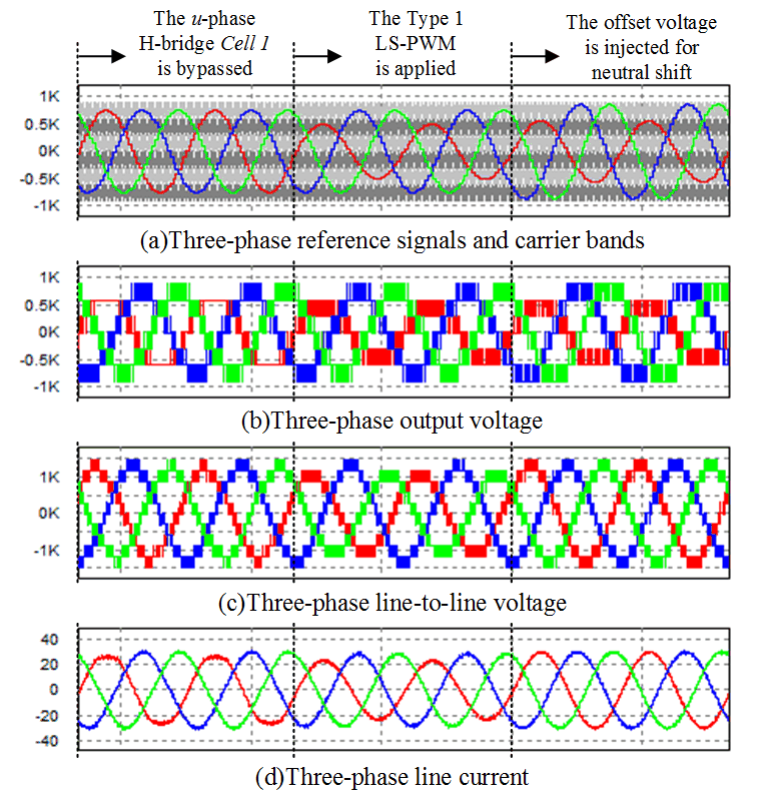 The u-phase
H-bridge Cell 1
is bypassed
The Type 1
LS-PWM
is applied
The offset voltage
is injected for
neutral shift
1K
0.5K
0K
-0.5K
-1K
(a)Three-phase reference signals and carrier bands
1K
0.5K
0K
-0.5K
-1K
(b)Three-phase output voltage
1K
0K
-1K
(c)Three-phase line-to-line voltage
40
20
0
-20
-40
(d)Three-phase line current